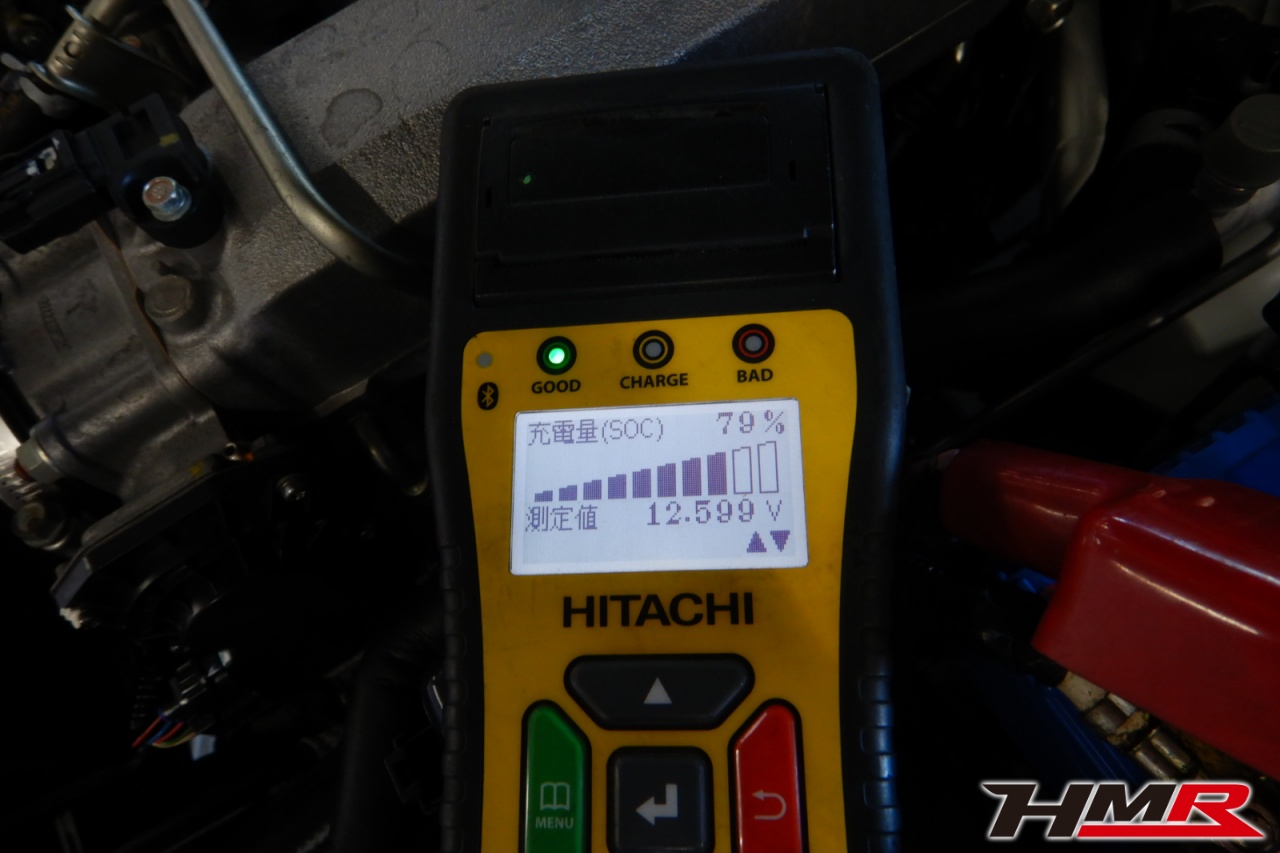 GOOD
CHARGE
BAD
充電量(SOC) 79%
測定値 12.599 V
▲▼
HITACHI
MENU
HMR